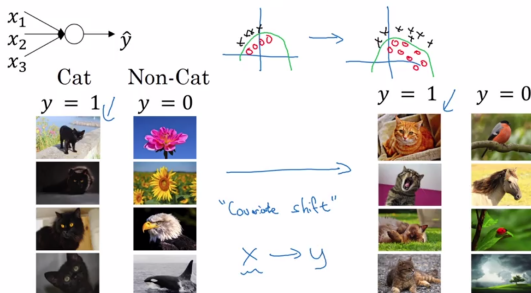 x₁
x₂
x₃
ŷ
Cat Non-Cat
y = 1 y = 0
y = 1 y = 0
"Covariate shift"
x → y